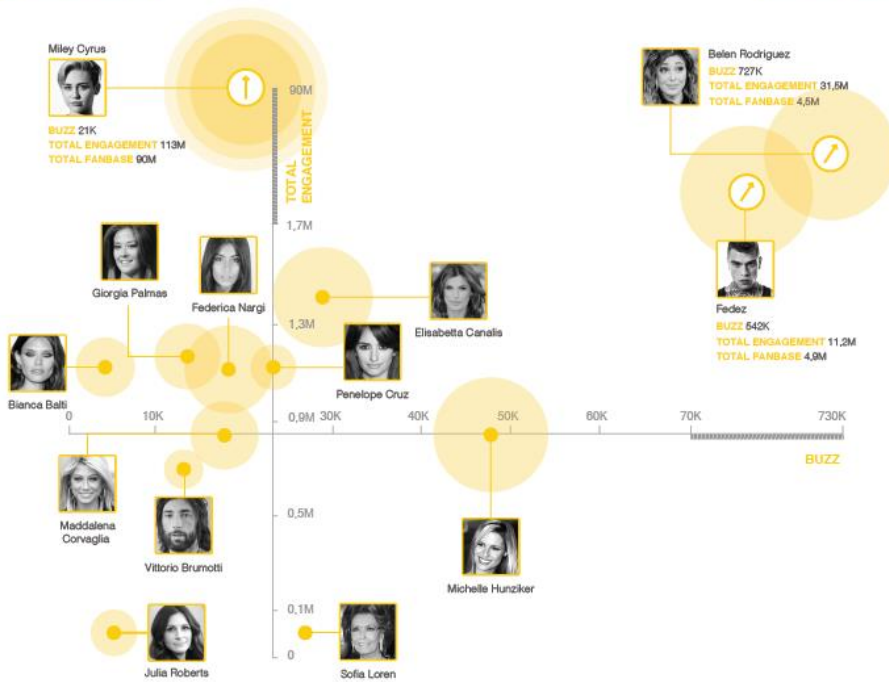 Miley Cyrus
BUZZ 21K
TOTAL ENGAGEMENT 113M
TOTAL FANBASE 90M
90M
TOTAL
ENGAGEMENT
Belen Rodriguez
BUZZ 727K
TOTAL ENGAGEMENT 31,5M
TOTAL FANBASE 4,5M
1,7M
Giorgia Palmas
Federica Nargi
Elisabetta Canalis
Fedez
BUZZ 542K
TOTAL ENGAGEMENT 11,2M
TOTAL FANBASE 4,9M
1,3M
Bianca Balti
Penelope Cruz
0 10K 0,9M 30K 40K 50K 60K 70K 730K
BUZZ
Maddalena
Corvaglia
0,5M
Vittorio Brumotti
Michelle Hunziker
0,1M
0
Julia Roberts
Sofia Loren